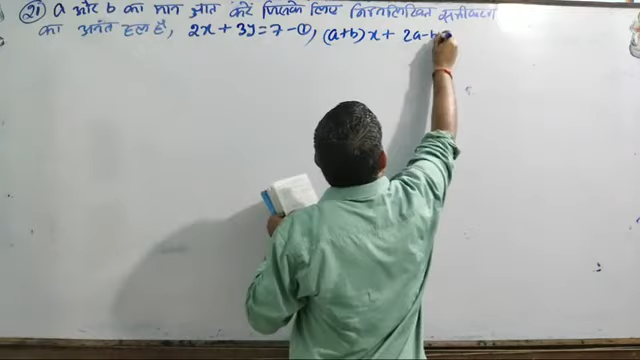 (21) a और b का मान ज्ञात करें जिसके लिए निम्नलिखित समीकरण
का अनंत हल है, 2x + 3y = 7 - ①, (a+b) x + 2a-b